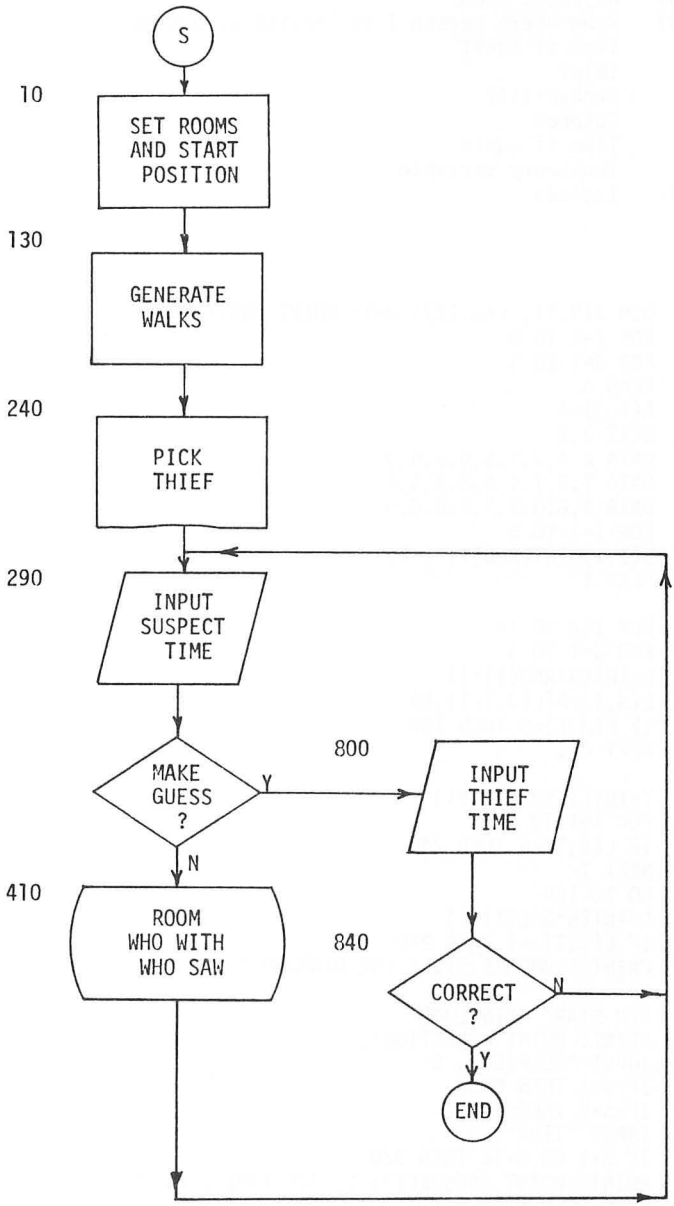 S
10
SET ROOMS
AND START
POSITION
130
GENERATE
WALKS
240
PICK
THIEF
290
INPUT
SUSPECT
TIME
MAKE
GUESS
?
Y
N
800
INPUT
THIEF
TIME
410
ROOM
WHO WITH
WHO SAW
840
CORRECT
?
N
Y
END